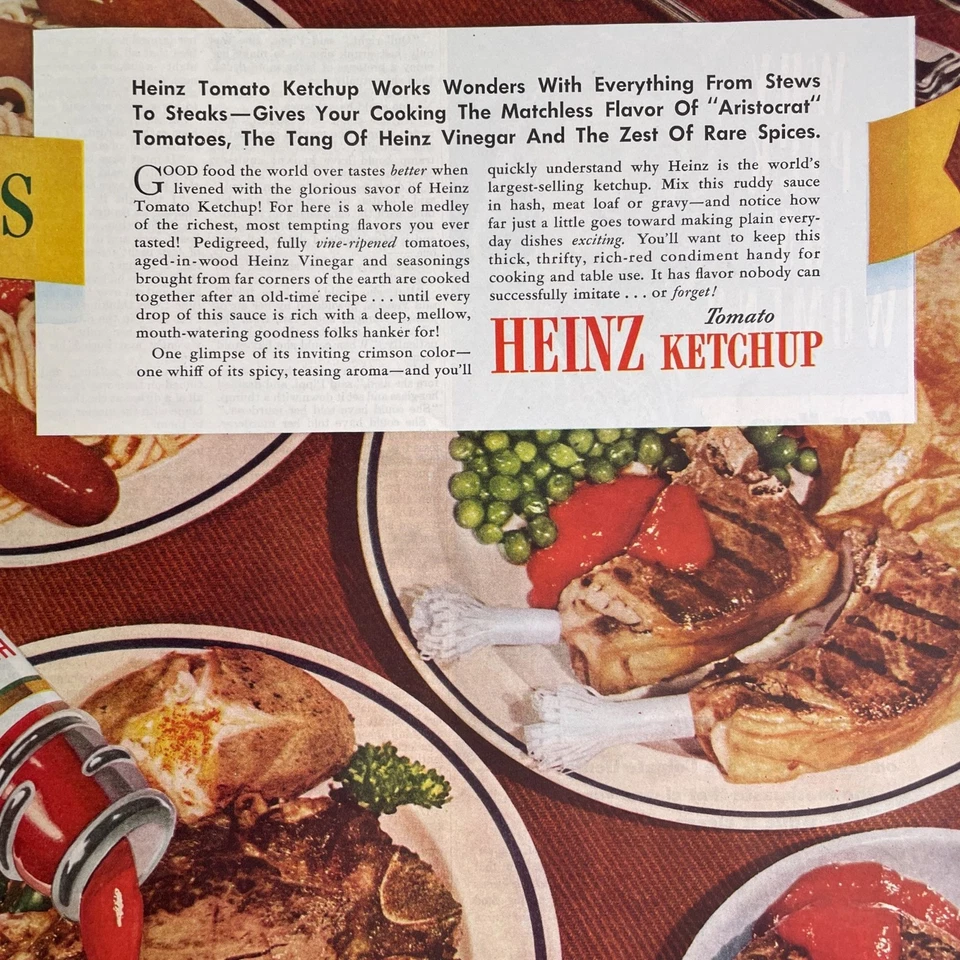 Heinz Tomato Ketchup Works Wonders With Everything From Stews
To Steaks—Gives Your Cooking The Matchless Flavor Of "Aristocrat"
Tomatoes, The Tang Of Heinz Vinegar And The Zest Of Rare Spices.
GOOD food the world over tastes better when
livened with the glorious savor of Heinz
Tomato Ketchup! For here is a whole medley
of the richest, most tempting flavors you ever
tasted! Pedigreed, fully vine-ripened tomatoes,
aged-in-wood Heinz Vinegar and seasonings
brought from far corners of the earth are cooked
together after an old-time recipe . . . until every
drop of this sauce is rich with a deep, mellow,
mouth-watering goodness folks hanker for!
One glimpse of its inviting crimson color—
one whiff of its spicy, teasing aroma—and you'll
quickly understand why Heinz is the world's
largest-selling ketchup. Mix this ruddy sauce
in hash, meat loaf or gravy—and notice how
far just a little goes toward making plain every-
day dishes exciting. You'll want to keep this
thick, thrifty, rich-red condiment handy for
cooking and table use. It has flavor nobody can
successfully imitate . . . or forget!
HEINZ Tomato
KETCHUP
S
H